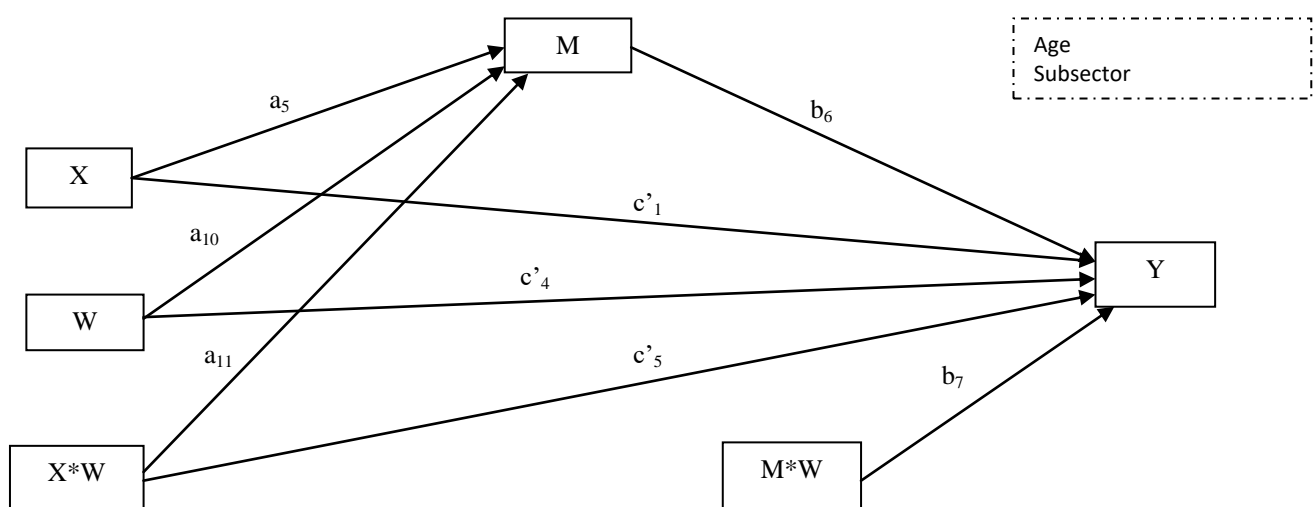 M
Age
Subsector
a₅
b₆
X
c’₁
a₁₀
Y
c’₄
W
a₁₁
c’₅
b₇
X*W
M*W